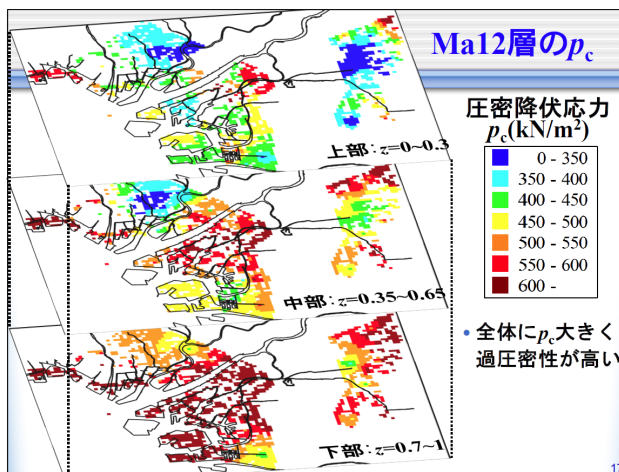 Ma12層のpc
圧密降伏応力
pc(kN/m²)
0 - 350
350 - 400
400 - 450
450 - 500
500 - 550
550 - 600
600 -
上部:z=0~0.3
中部:z=0.35~0.65
下部:z=0.7~1
• 全体にpc大きく
過圧密性が高い